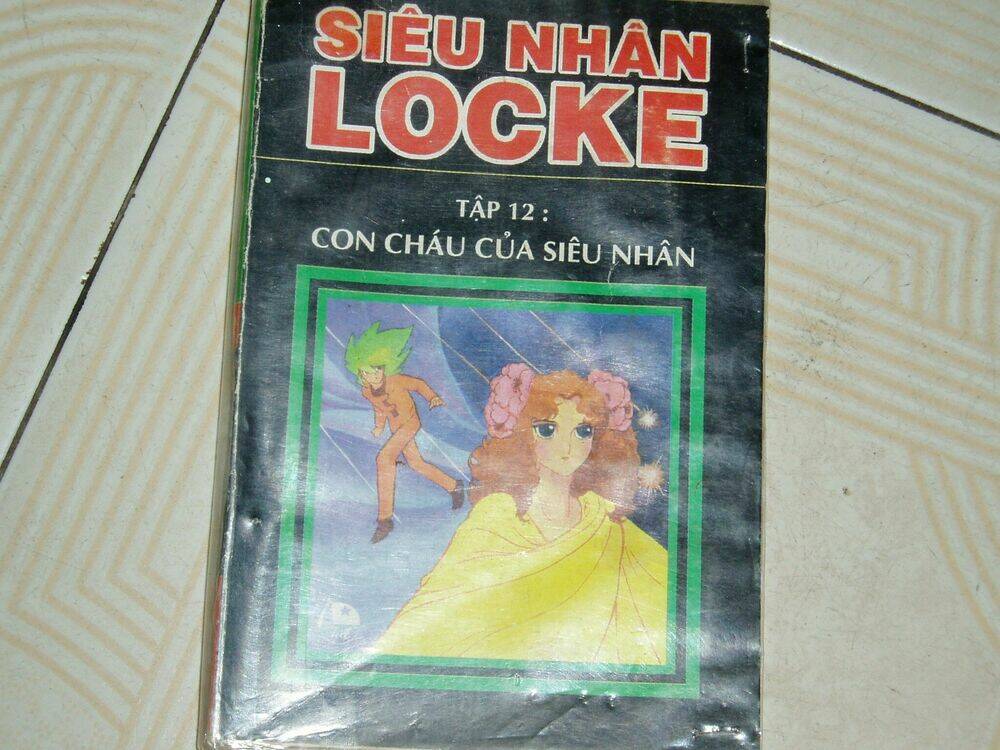 SIÊU NHÂN
LOCKE
TẬP 12 :
CON CHÁU CỦA SIÊU NHÂN